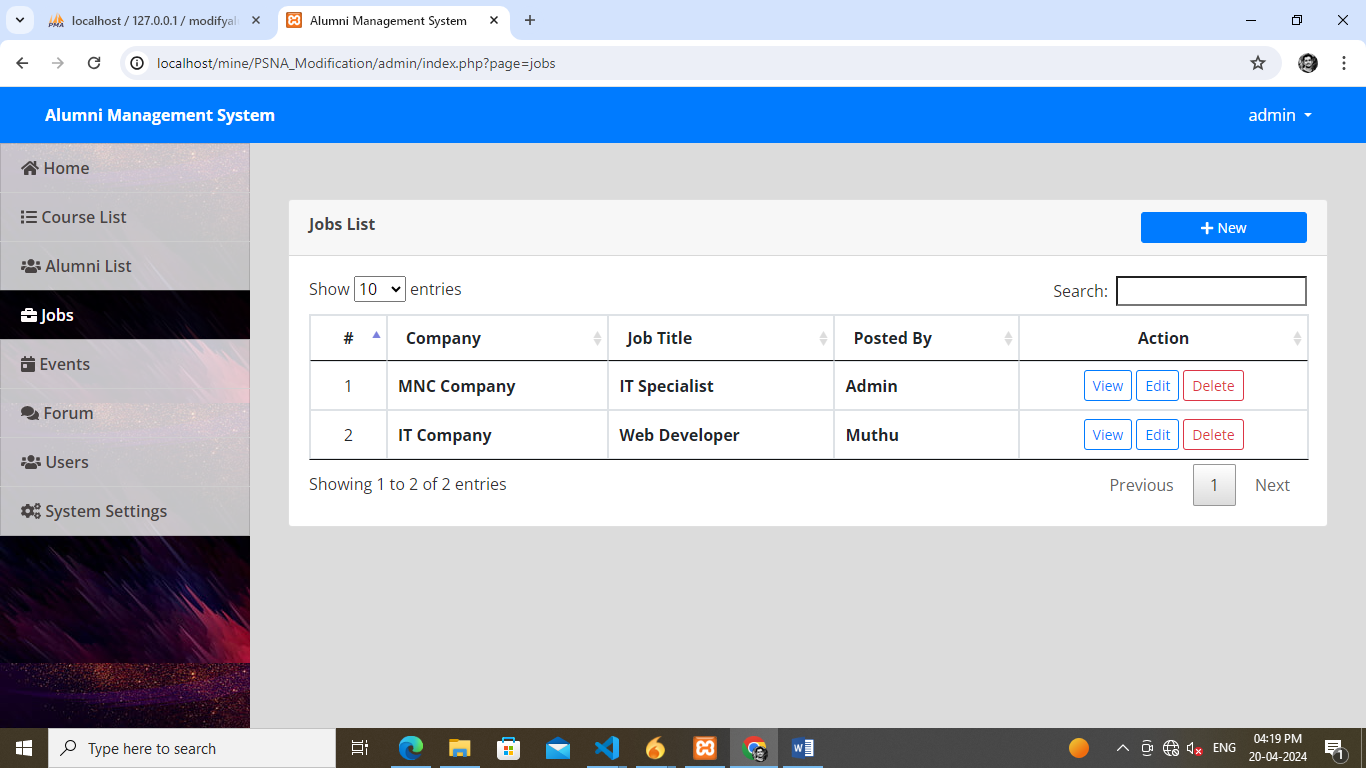 localhost / 127.0.0.1 / modifyal
Alumni Management System
localhost/mine/PSNA_Modification/admin/index.php?page=jobs
Alumni Management System
admin
Home
Course List
Alumni List
Jobs
Events
Forum
Users
System Settings
Jobs List
New
Show 10 entries
Search:
# Company Job Title Posted By Action
1 MNC Company IT Specialist Admin View Edit Delete
2 IT Company Web Developer Muthu View Edit Delete
Showing 1 to 2 of 2 entries
Previous 1 Next
Type here to search
ENG
04:19 PM
20-04-2024
1